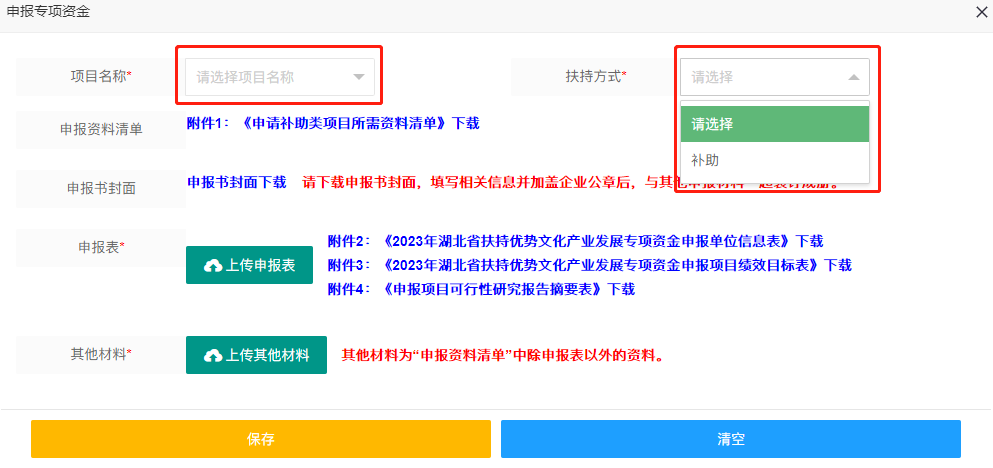 申报专项资金
项目名称*
请选择项目名称
扶持方式*
请选择
请选择
补助
申报资料清单
附件1：《申请补助类项目所需资料清单》下载
申报书封面
申报书封面下载
请下载申报书封面，填写相关信息并加盖企业公章后，与其他申报材料一起装订成册。
申报表*
上传申报表
附件2：《2023年湖北省扶持优势文化产业发展专项资金申报单位信息表》下载
附件3：《2023年湖北省扶持优势文化产业发展专项资金申报项目绩效目标表》下载
附件4：《申报项目可行性研究报告摘要表》下载
其他材料*
上传其他材料
其他材料为“申报资料清单”中除申报表以外的资料。
保存
清空